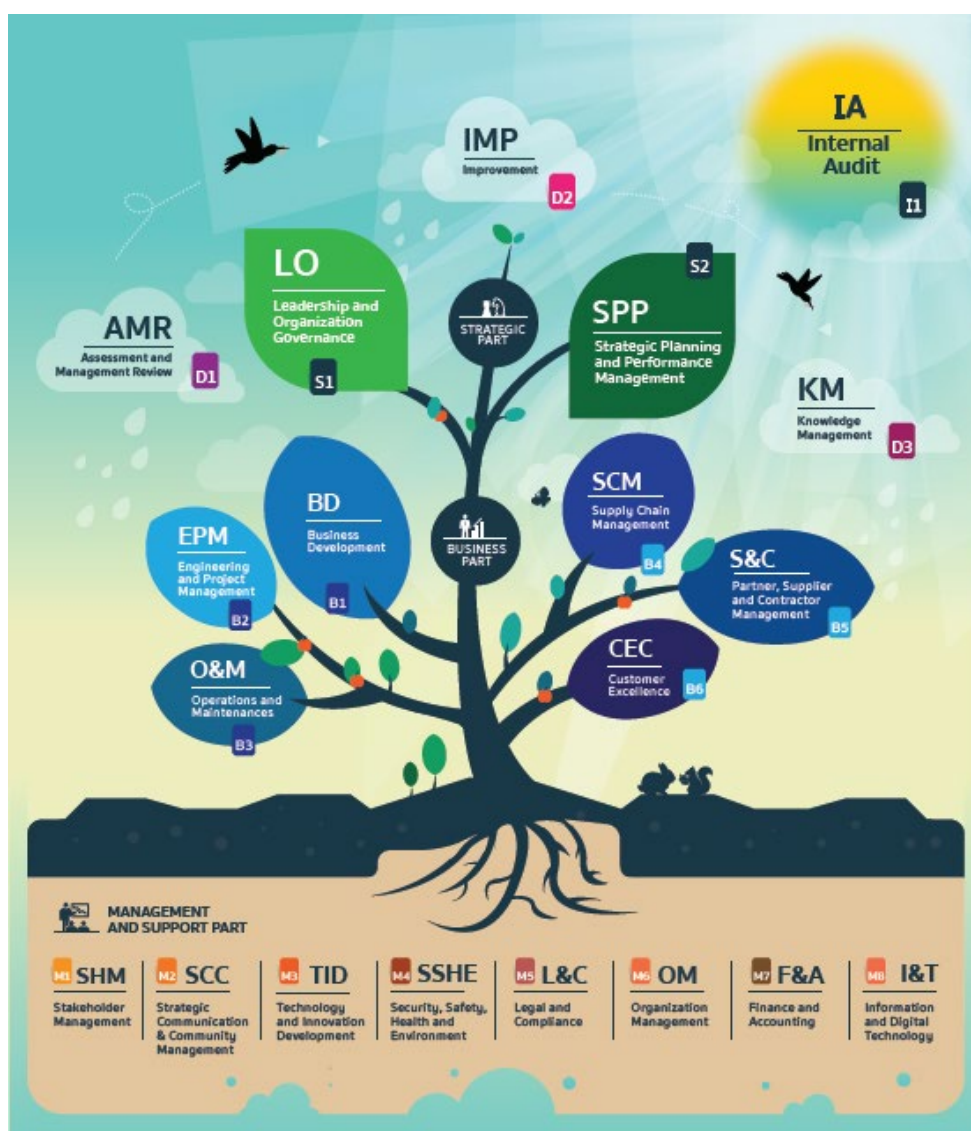 IMP
Improvement
D2
IA
Internal
Audit
I1
LO
Leadership and
Organization
Governance
S1
STRATEGIC
PART
S2
SPP
Strategic Planning
and Performance
Management
AMR
Assessment and
Management Review
D1
KM
Knowledge
Management
D3
BD
Business
Development
B1
BUSINESS
PART
SCM
Supply Chain
Management
B4
EPM
Engineering
and Project
Management
B2
S&C
Partner, Supplier
and Contractor
Management
B5
O&M
Operations and
Maintenances
B3
CEC
Customer
Excellence
B6
MANAGEMENT
AND SUPPORT PART
M1 SHM
Stakeholder
Management
M2 SCC
Strategic
Communication
& Community
Management
M3 TID
Technology
and Innovation
Development
M4 SSHE
Security, Safety,
Health and
Environment
M5 L&C
Legal and
Compliance
M6 OM
Organization
Management
M7 F&A
Finance and
Accounting
M8 I&T
Information
and Digital
Technology